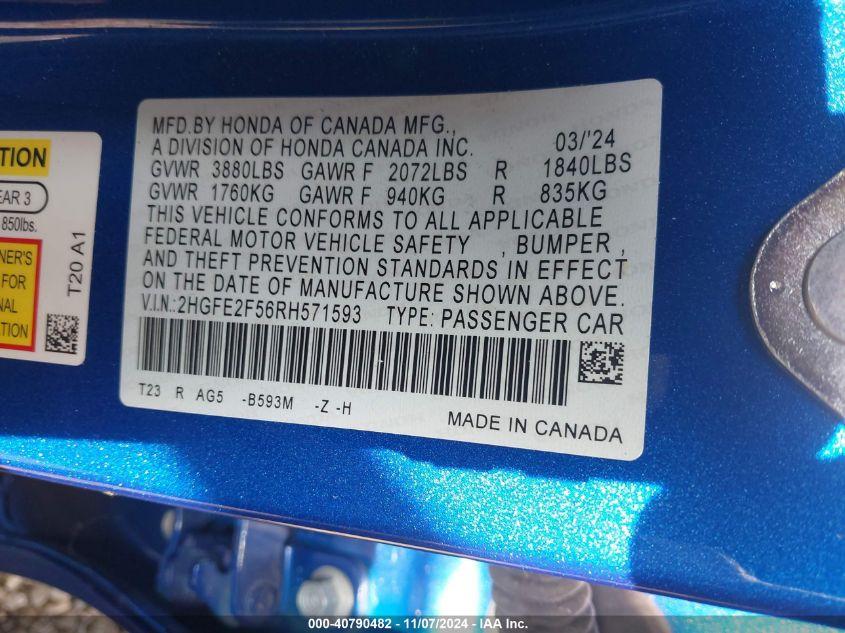 MFD.BY HONDA OF CANADA MFG.,
A DIVISION OF HONDA CANADA INC. 03/'24
GVWR 3880LBS GAWR F 2072LBS R 1840LBS
GVWR 1760KG GAWR F 940KG R 835KG
THIS VEHICLE CONFORMS TO ALL APPLICABLE
FEDERAL MOTOR VEHICLE SAFETY , BUMPER ,
AND THEFT PREVENTION STANDARDS IN EFFECT
ON THE DATE OF MANUFACTURE SHOWN ABOVE.
V.I.N.:2HGFE2F56RH571593 TYPE: PASSENGER CAR
T23 R AG5 -B593M -Z -H
MADE IN CANADA
TION
EAR 3
850lbs.
NER'S
FOR
NAL
ATION
T20 A1
000-40790482 - 11/07/2024 - IAA Inc.